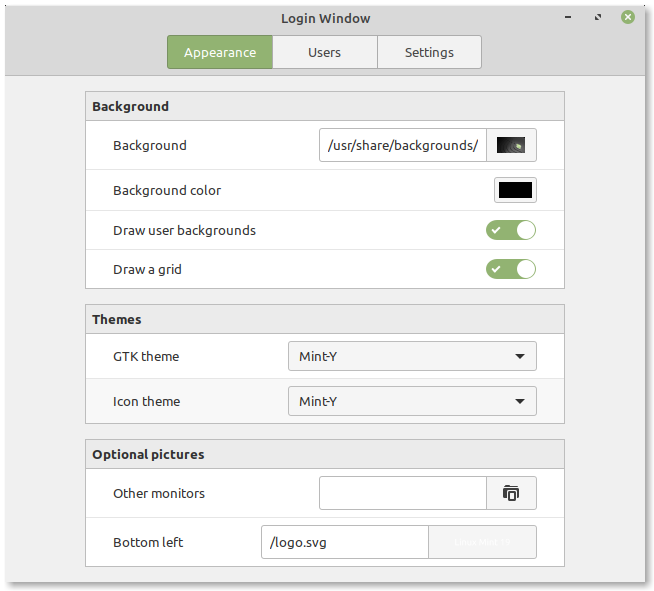 Login Window
Appearance Users Settings
Background
Background /usr/share/backgrounds/
Background color
Draw user backgrounds
Draw a grid
Themes
GTK theme Mint-Y
Icon theme Mint-Y
Optional pictures
Other monitors
Bottom left /logo.svg